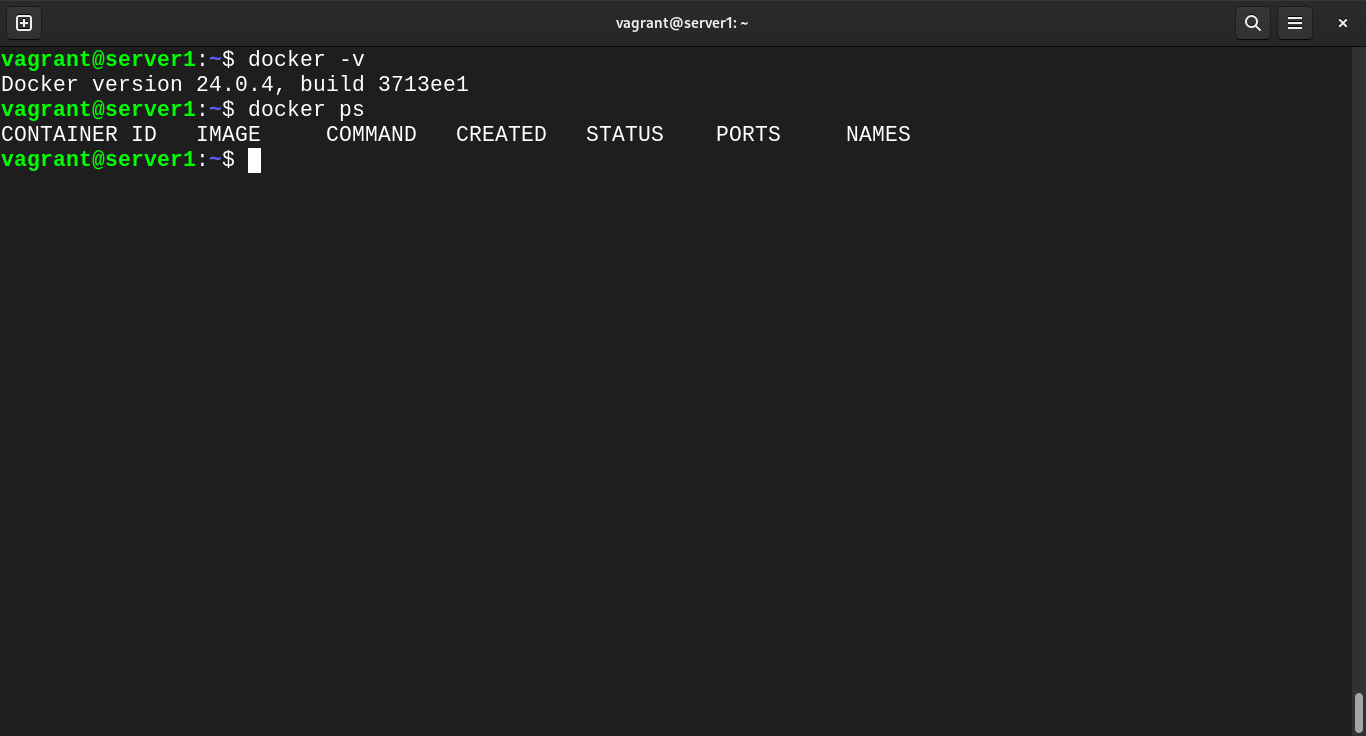 vagrant@server1: ~
vagrant@server1:~$ docker -v
Docker version 24.0.4, build 3713ee1
vagrant@server1:~$ docker ps
CONTAINER ID   IMAGE     COMMAND   CREATED   STATUS    PORTS     NAMES
vagrant@server1:~$